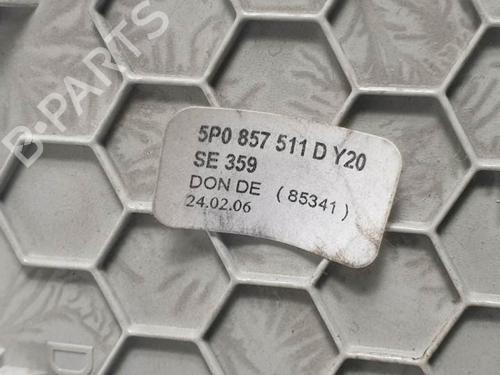 B-PARTS
5P0 857 511 D Y20
SE 359
DON DE ( 85341 )
24.02.06
D